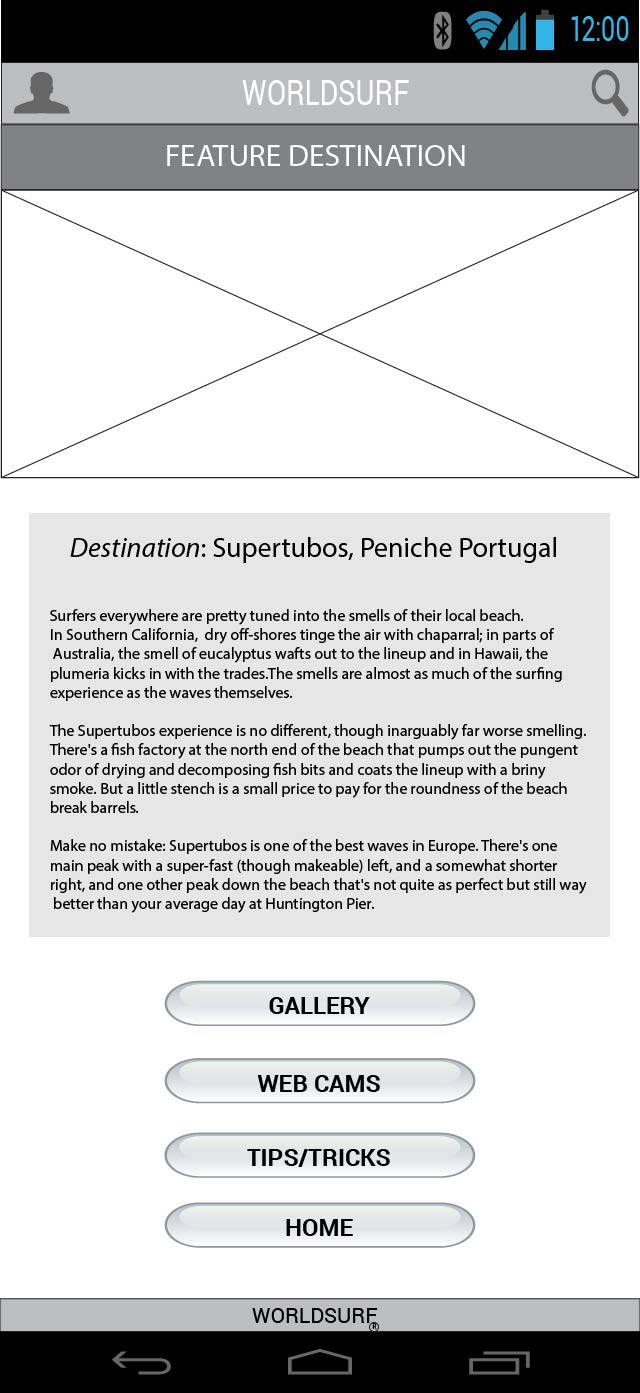 12:00
WORLDSURF
FEATURE DESTINATION
Destination: Supertubos, Peniche Portugal
Surfers everywhere are pretty tuned into the smells of their local beach.
In Southern California,  dry off-shores tinge the air with chaparral; in parts of
Australia, the smell of eucalyptus wafts out to the lineup and in Hawaii, the
plumeria kicks in with the trades.The smells are almost as much of the surfing
experience as the waves themselves.
The Supertubos experience is no different, though inarguably far worse smelling.
There's a fish factory at the north end of the beach that pumps out the pungent
odor of drying and decomposing fish bits and coats the lineup with a briny
smoke. But a little stench is a small price to pay for the roundness of the beach
break barrels.
Make no mistake: Supertubos is one of the best waves in Europe. There's one
main peak with a super-fast (though makeable) left, and a somewhat shorter
right, and one other peak down the beach that's not quite as perfect but still way
better than your average day at Huntington Pier.
GALLERY
WEB CAMS
TIPS/TRICKS
HOME
WORLDSURF®